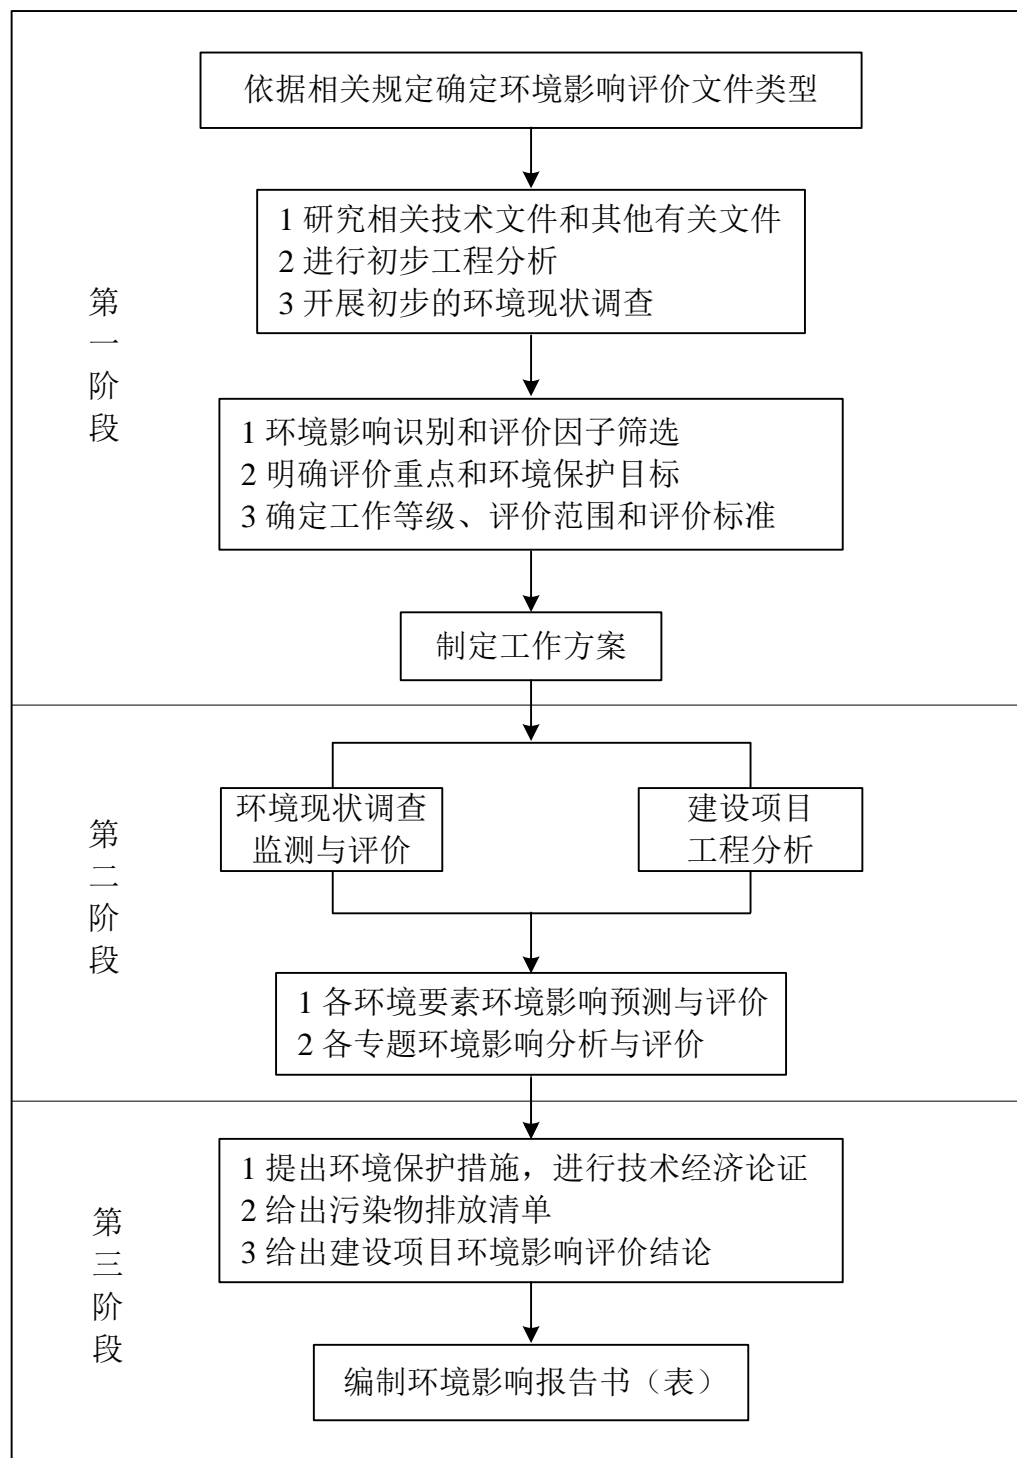 依据相关规定确定环境影响评价文件类型
1 研究相关技术文件和其他有关文件
2 进行初步工程分析
3 开展初步的环境现状调查
第一阶段
1 环境影响识别和评价因子筛选
2 明确评价重点和环境保护目标
3 确定工作等级、评价范围和评价标准
制定工作方案
环境现状调查
监测与评价
建设项目
工程分析
第二阶段
1 各环境要素环境影响预测与评价
2 各专题环境影响分析与评价
1 提出环境保护措施，进行技术经济论证
2 给出污染物排放清单
3 给出建设项目环境影响评价结论
第三阶段
编制环境影响报告书（表）